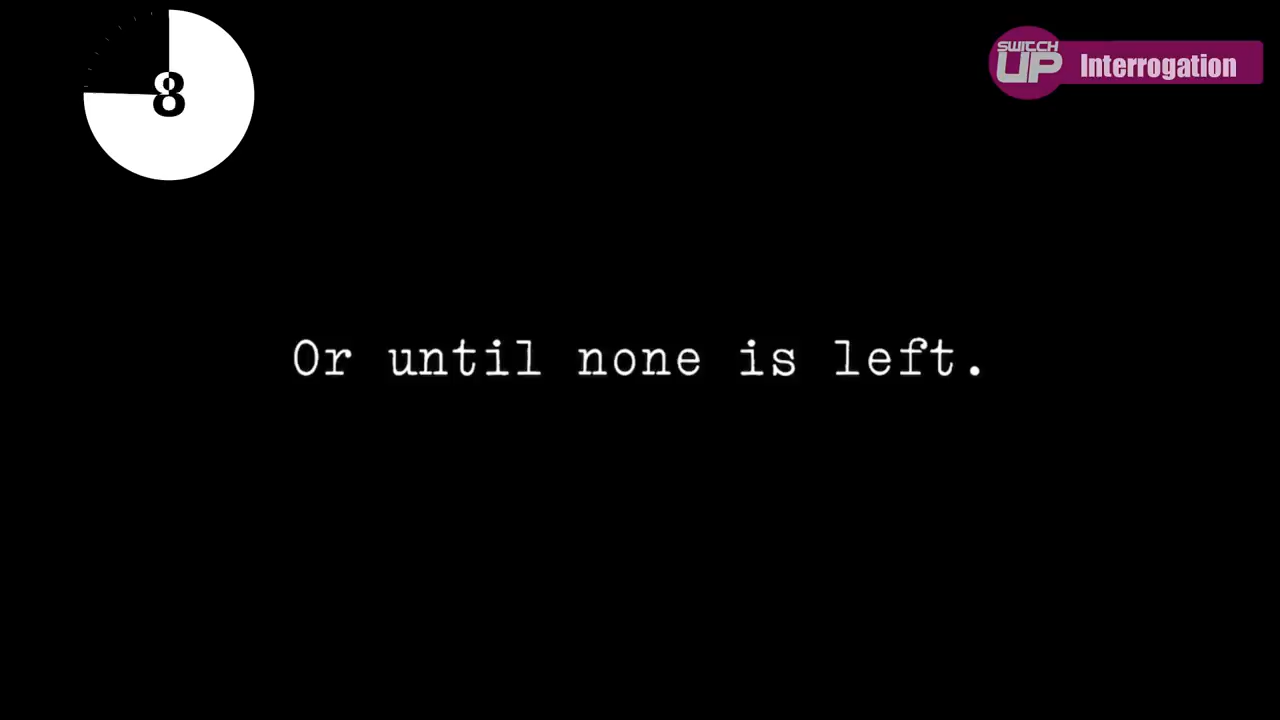 8
SWITCH
UP
Interrogation
Or until none is left.